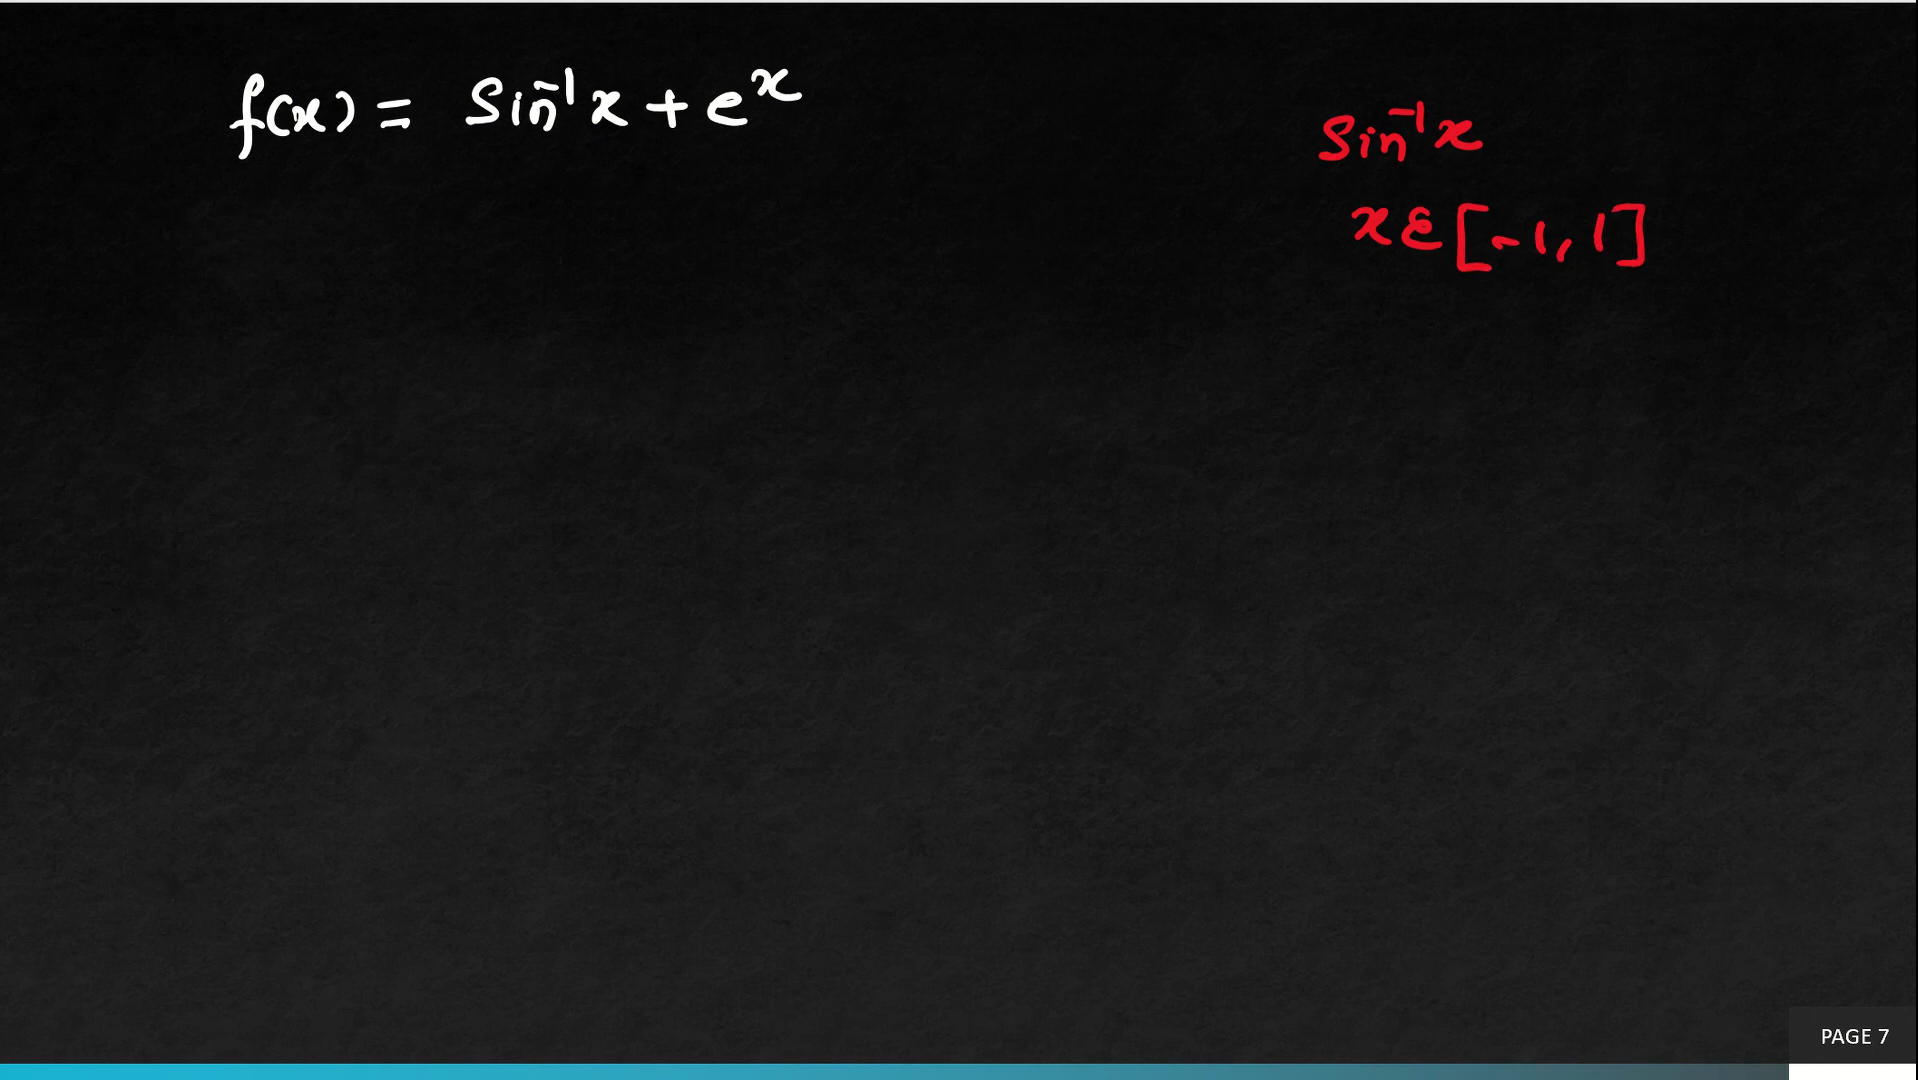 f(x) = Sin⁻¹x + eˣ
Sin⁻¹x
x ∈ [-1, 1]
PAGE 7